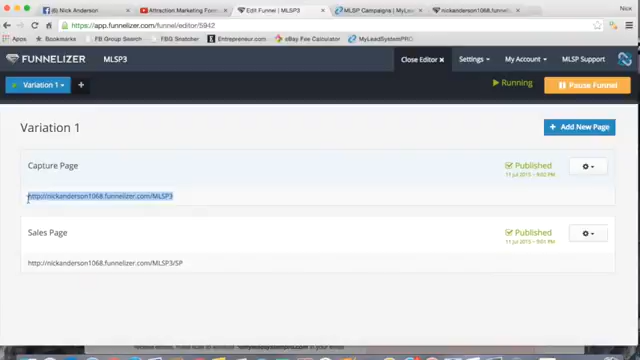 Nick
Nick Anderson
Attraction Marketing Form
Edit Funnel | MLSP3
MLSP Campaigns | MyLead
nickanderson1068.funneliz
https://app.funnelizer.com/funnel/editor/5942
Apps
Bookmarks
FB Group Search
FBG Snatcher
Entrepreneur.com
eBay Fee Calculator
MyLeadSystemPRO
FUNNELIZER
MLSP3
Close Editor
Settings
My Account
MLSP Support
Variation 1
+
Running
Pause Funnel
Variation 1
+ Add New Page
Capture Page
Published
11 Jul 2015 - 9:02 PM
http://nickanderson1068.funnelizer.com/MLSP3
Sales Page
Published
11 Jul 2015 - 9:01 PM
http://nickanderson1068.funnelizer.com/MLSP3/SP